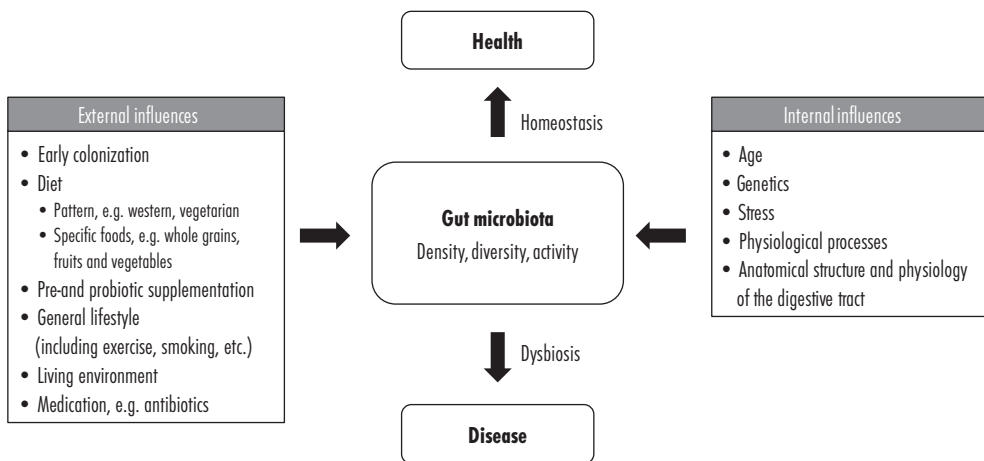 Health
Homeostasis
External influences
• Early colonization
• Diet
• Pattern, e.g. western, vegetarian
• Specific foods, e.g. whole grains,
fruits and vegetables
• Pre-and probiotic supplementation
• General lifestyle
(including exercise, smoking, etc.)
• Living environment
• Medication, e.g. antibiotics
Gut microbiota
Density, diversity, activity
Internal influences
• Age
• Genetics
• Stress
• Physiological processes
• Anatomical structure and physiology
of the digestive tract
Dysbiosis
Disease